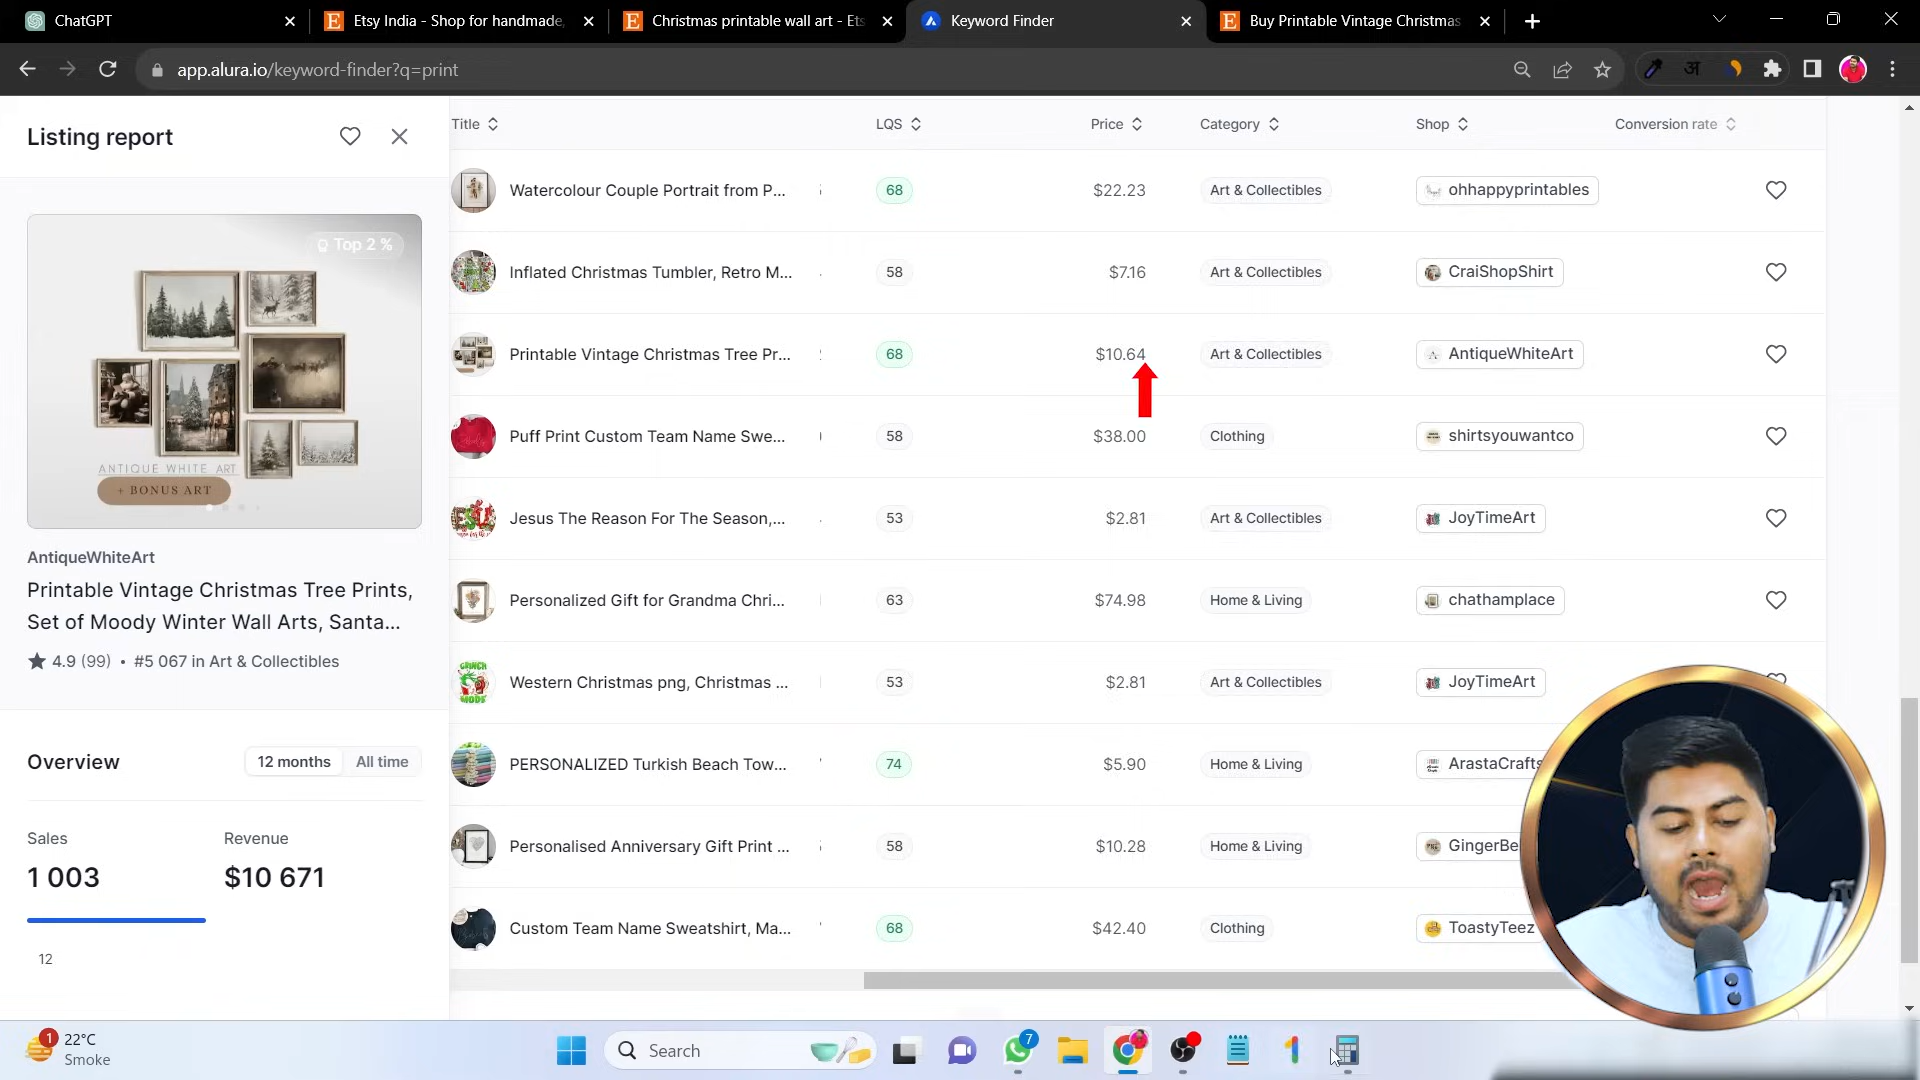 ChatGPT
Etsy India - Shop for handmade,
Christmas printable wall art - Ets
Keyword Finder
Buy Printable Vintage Christmas
app.alura.io/keyword-finder?q=print
अ
Listing report
Top 2 %
ANTIQUE WHITE ART
+ BONUS ART
AntiqueWhiteArt
Printable Vintage Christmas Tree Prints,
Set of Moody Winter Wall Arts, Santa...
4.9 (99) • #5 067 in Art & Collectibles
Overview
12 months
All time
Sales
Revenue
1 003
$10 671
12
Title
LQS
Price
Category
Shop
Conversion rate
Watercolour Couple Portrait from P...
68
$22.23
Art & Collectibles
ohhappyprintables
Inflated Christmas Tumbler, Retro M...
58
$7.16
Art & Collectibles
CraiShopShirt
Printable Vintage Christmas Tree Pr...
68
$10.64
Art & Collectibles
AntiqueWhiteArt
Puff Print Custom Team Name Swe...
58
$38.00
Clothing
shirtsyouwantco
Jesus The Reason For The Season,...
53
$2.81
Art & Collectibles
JoyTimeArt
Personalized Gift for Grandma Chri...
63
$74.98
Home & Living
chathamplace
Western Christmas png, Christmas ...
53
$2.81
Art & Collectibles
JoyTimeArt
PERSONALIZED Turkish Beach Tow...
74
$5.90
Home & Living
ArastaCrafts
Personalised Anniversary Gift Print ...
58
$10.28
Home & Living
GingerBe
Custom Team Name Sweatshirt, Ma...
68
$42.40
Clothing
ToastyTeez
1
22°C
Smoke
Search
7